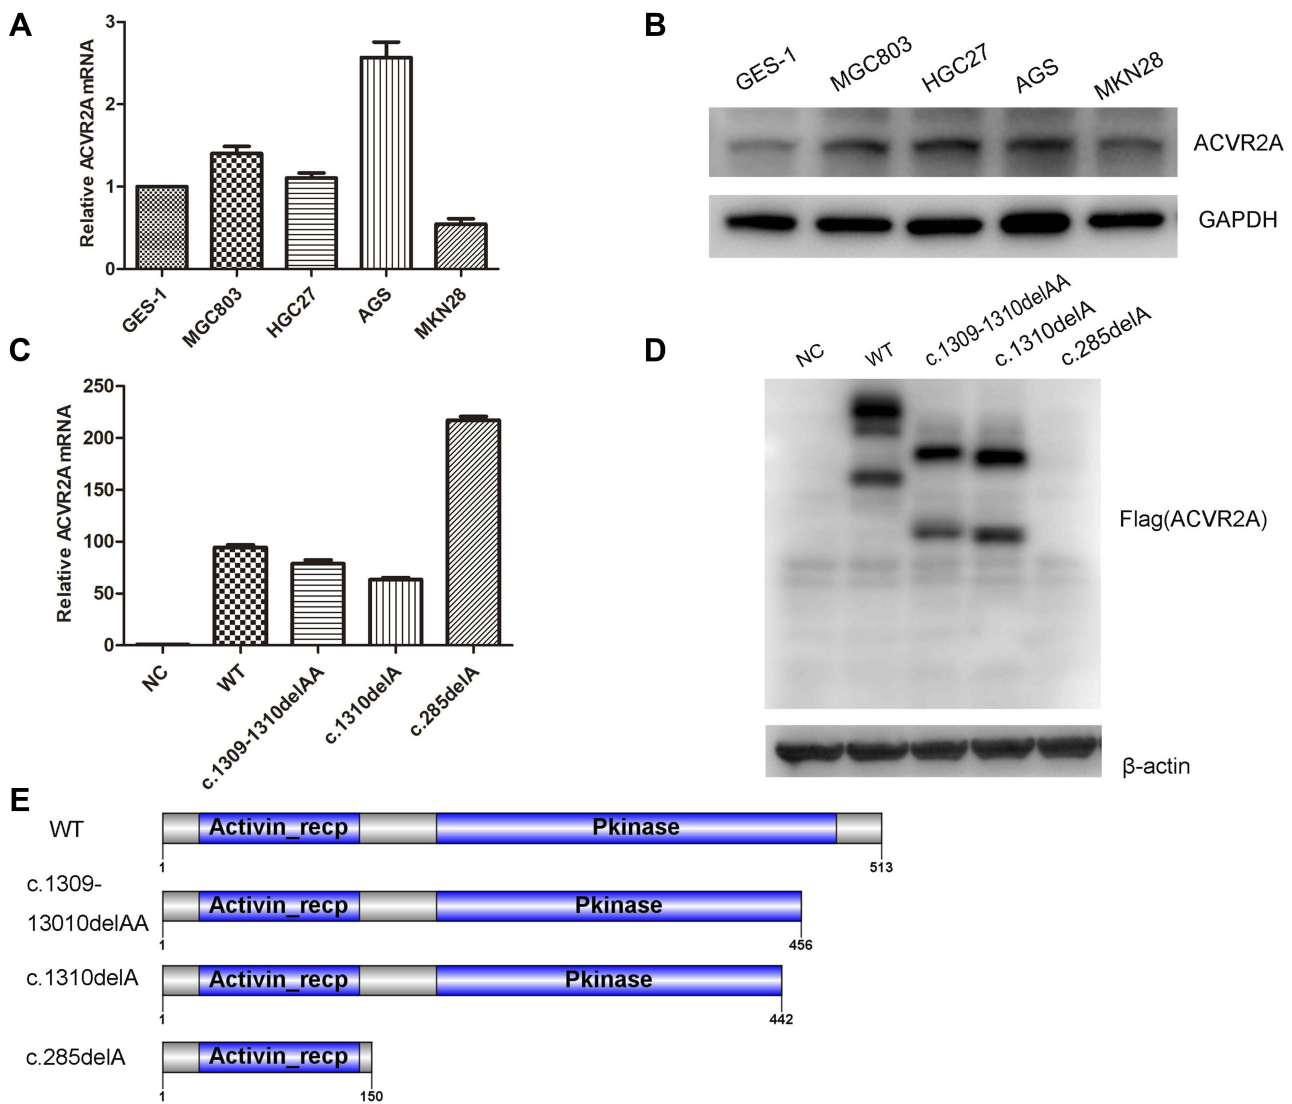 A
Relative ACVR2A mRNA
3
2
1
0
GES-1
MGC803
HGC27
AGS
MKN28
B
GES-1
MGC803
HGC27
AGS
MKN28
ACVR2A
GAPDH
C
Relative ACVR2A mRNA
250
200
150
100
50
0
NC
WT
c.1309-1310delAA
c.1310delA
c.285delA
D
NC
WT
c.1309-1310delAA
c.1310delA
c.285delA
Flag(ACVR2A)
β-actin
E
WT
Activin_recp
Pkinase
1
513
c.1309-
13010delAA
Activin_recp
Pkinase
1
456
c.1310delA
Activin_recp
Pkinase
1
442
c.285delA
Activin_recp
1
150